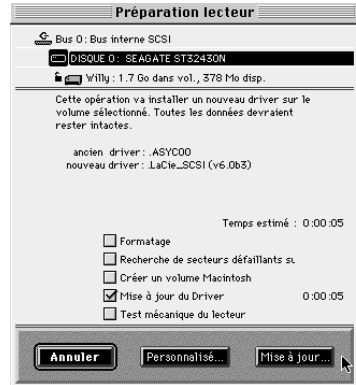 Préparation lecteur
Bus 0: Bus interne SCSI
DISQUE 0: SEAGATE ST32430N
Willy : 1.7 Go dans vol., 378 Mo disp.
Cette opération va installer un nouveau driver sur le
volume sélectionné. Toutes les données devraient
rester intactes.
ancien driver: .ASYC00
nouveau driver: .LaCie_SCSI (v6.0b3)
Temps estimé : 0:00:05
Formatage
Recherche de secteurs défaillants su
Créer un volume Macintosh
Mise à jour du Driver 0:00:05
Test mécanique du lecteur
Annuler Personnalisé... Mise à jour...